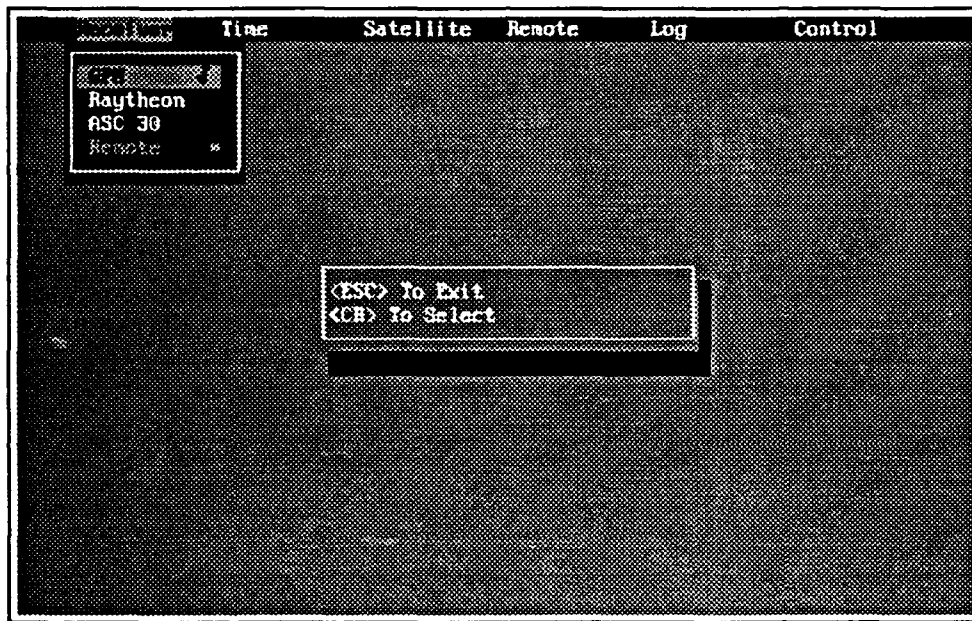 Time Satellite Remote Log Control
Raytheon
ASC 30
Remote »
<ESC> To Exit
<CR> To Select